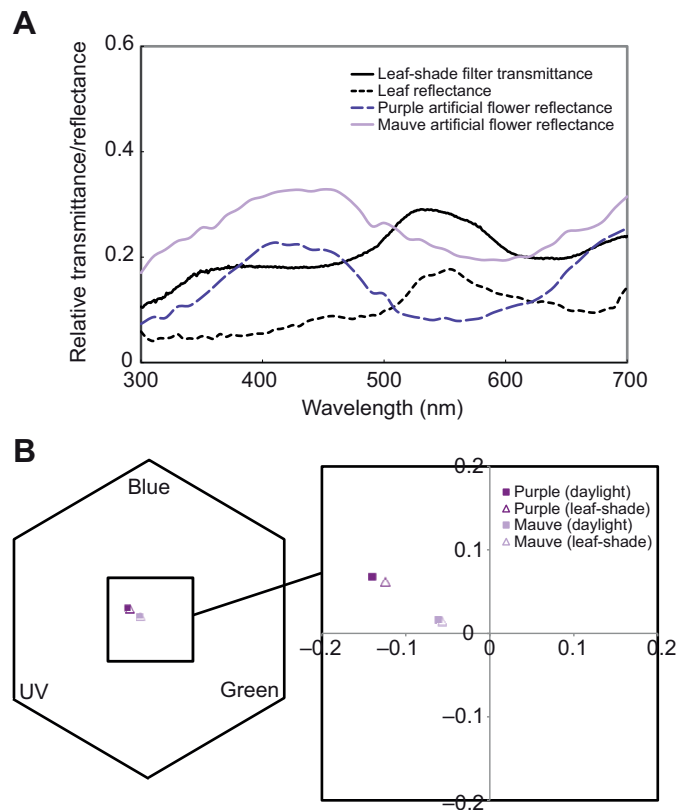 A
Relative transmittance/reflectance
0.6
0.4
0.2
0
Leaf-shade filter transmittance
Leaf reflectance
Purple artificial flower reflectance
Mauve artificial flower reflectance
300 400 500 600 700
Wavelength (nm)
B
Blue
UV
Green
0.2
Purple (daylight)
Purple (leaf-shade)
Mauve (daylight)
Mauve (leaf-shade)
0.1
0
–0.2 –0.1 0 0.1 0.2
–0.1
–0.2